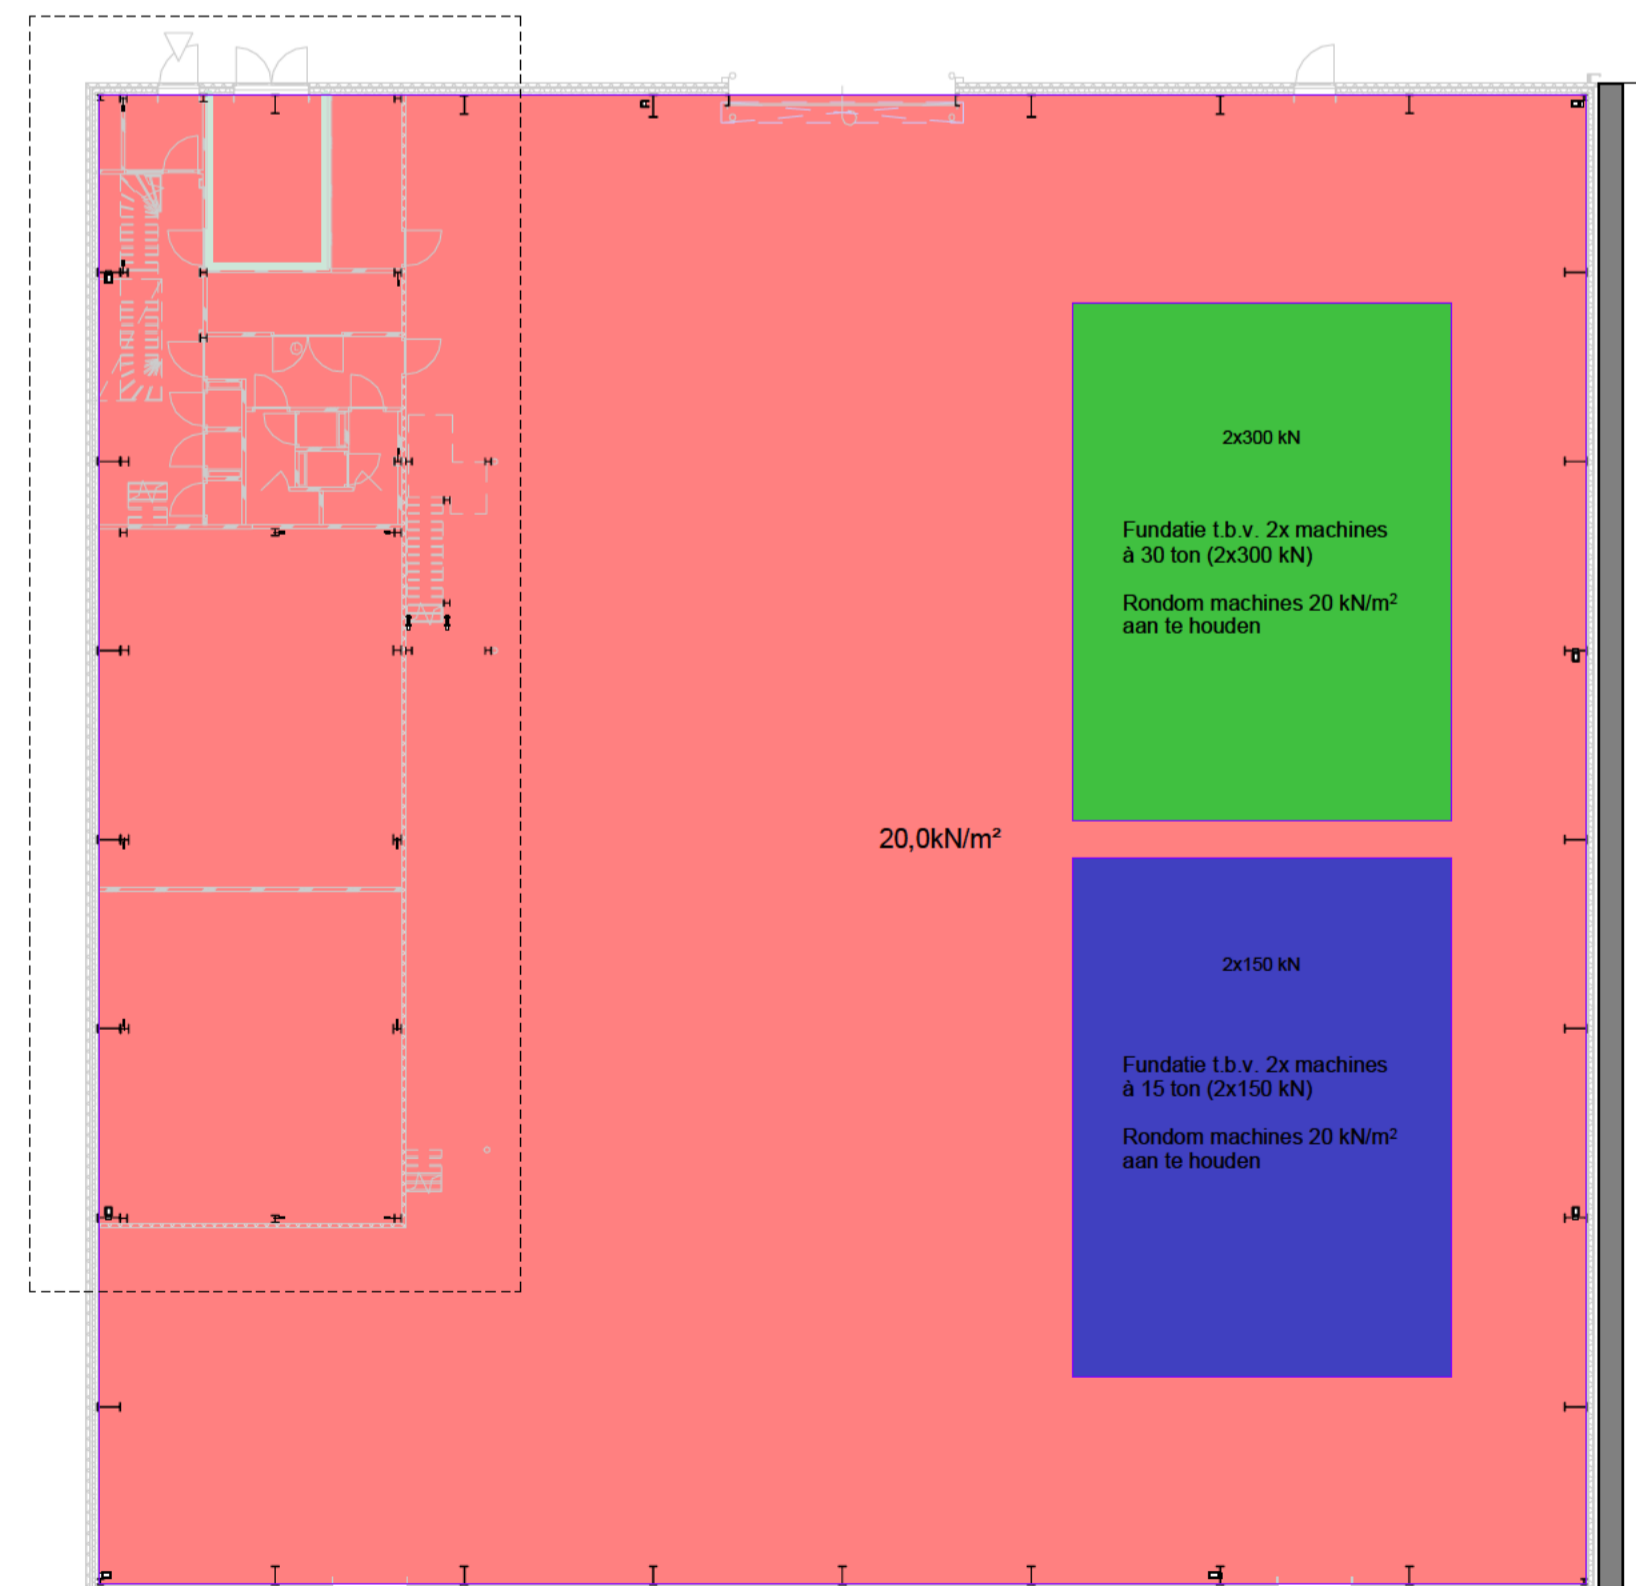 2x300 kN
Fundatie t.b.v. 2x machines
à 30 ton (2x300 kN)
Rondom machines 20 kN/m²
aan te houden
20,0kN/m²
2x150 kN
Fundatie t.b.v. 2x machines
à 15 ton (2x150 kN)
Rondom machines 20 kN/m²
aan te houden